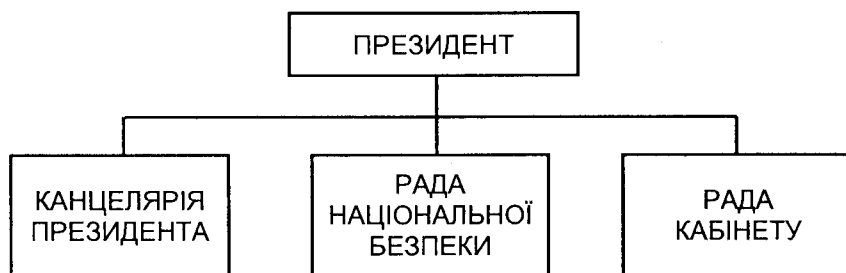 ПРЕЗИДЕНТ
КАНЦЕЛЯРІЯ
ПРЕЗИДЕНТА
РАДА
НАЦІОНАЛЬНОЇ
БЕЗПЕКИ
РАДА
КАБІНЕТУ